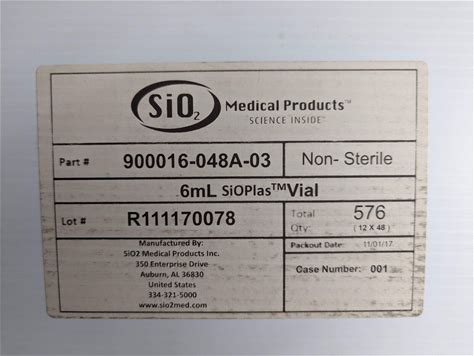 SiO2 Medical Products™
SCIENCE INSIDE™
Part # 900016-048A-03 Non- Sterile
6mL SiOPlas™Vial
Lot # R111170078 Total Qty: 576 ( 12 X 48 )
Manufactured By:
SiO2 Medical Products Inc.
350 Enterprise Drive
Auburn, AL 36830
United States
334-321-5000
www.sio2med.com
Packout Date: 11/01/17
Case Number: 001